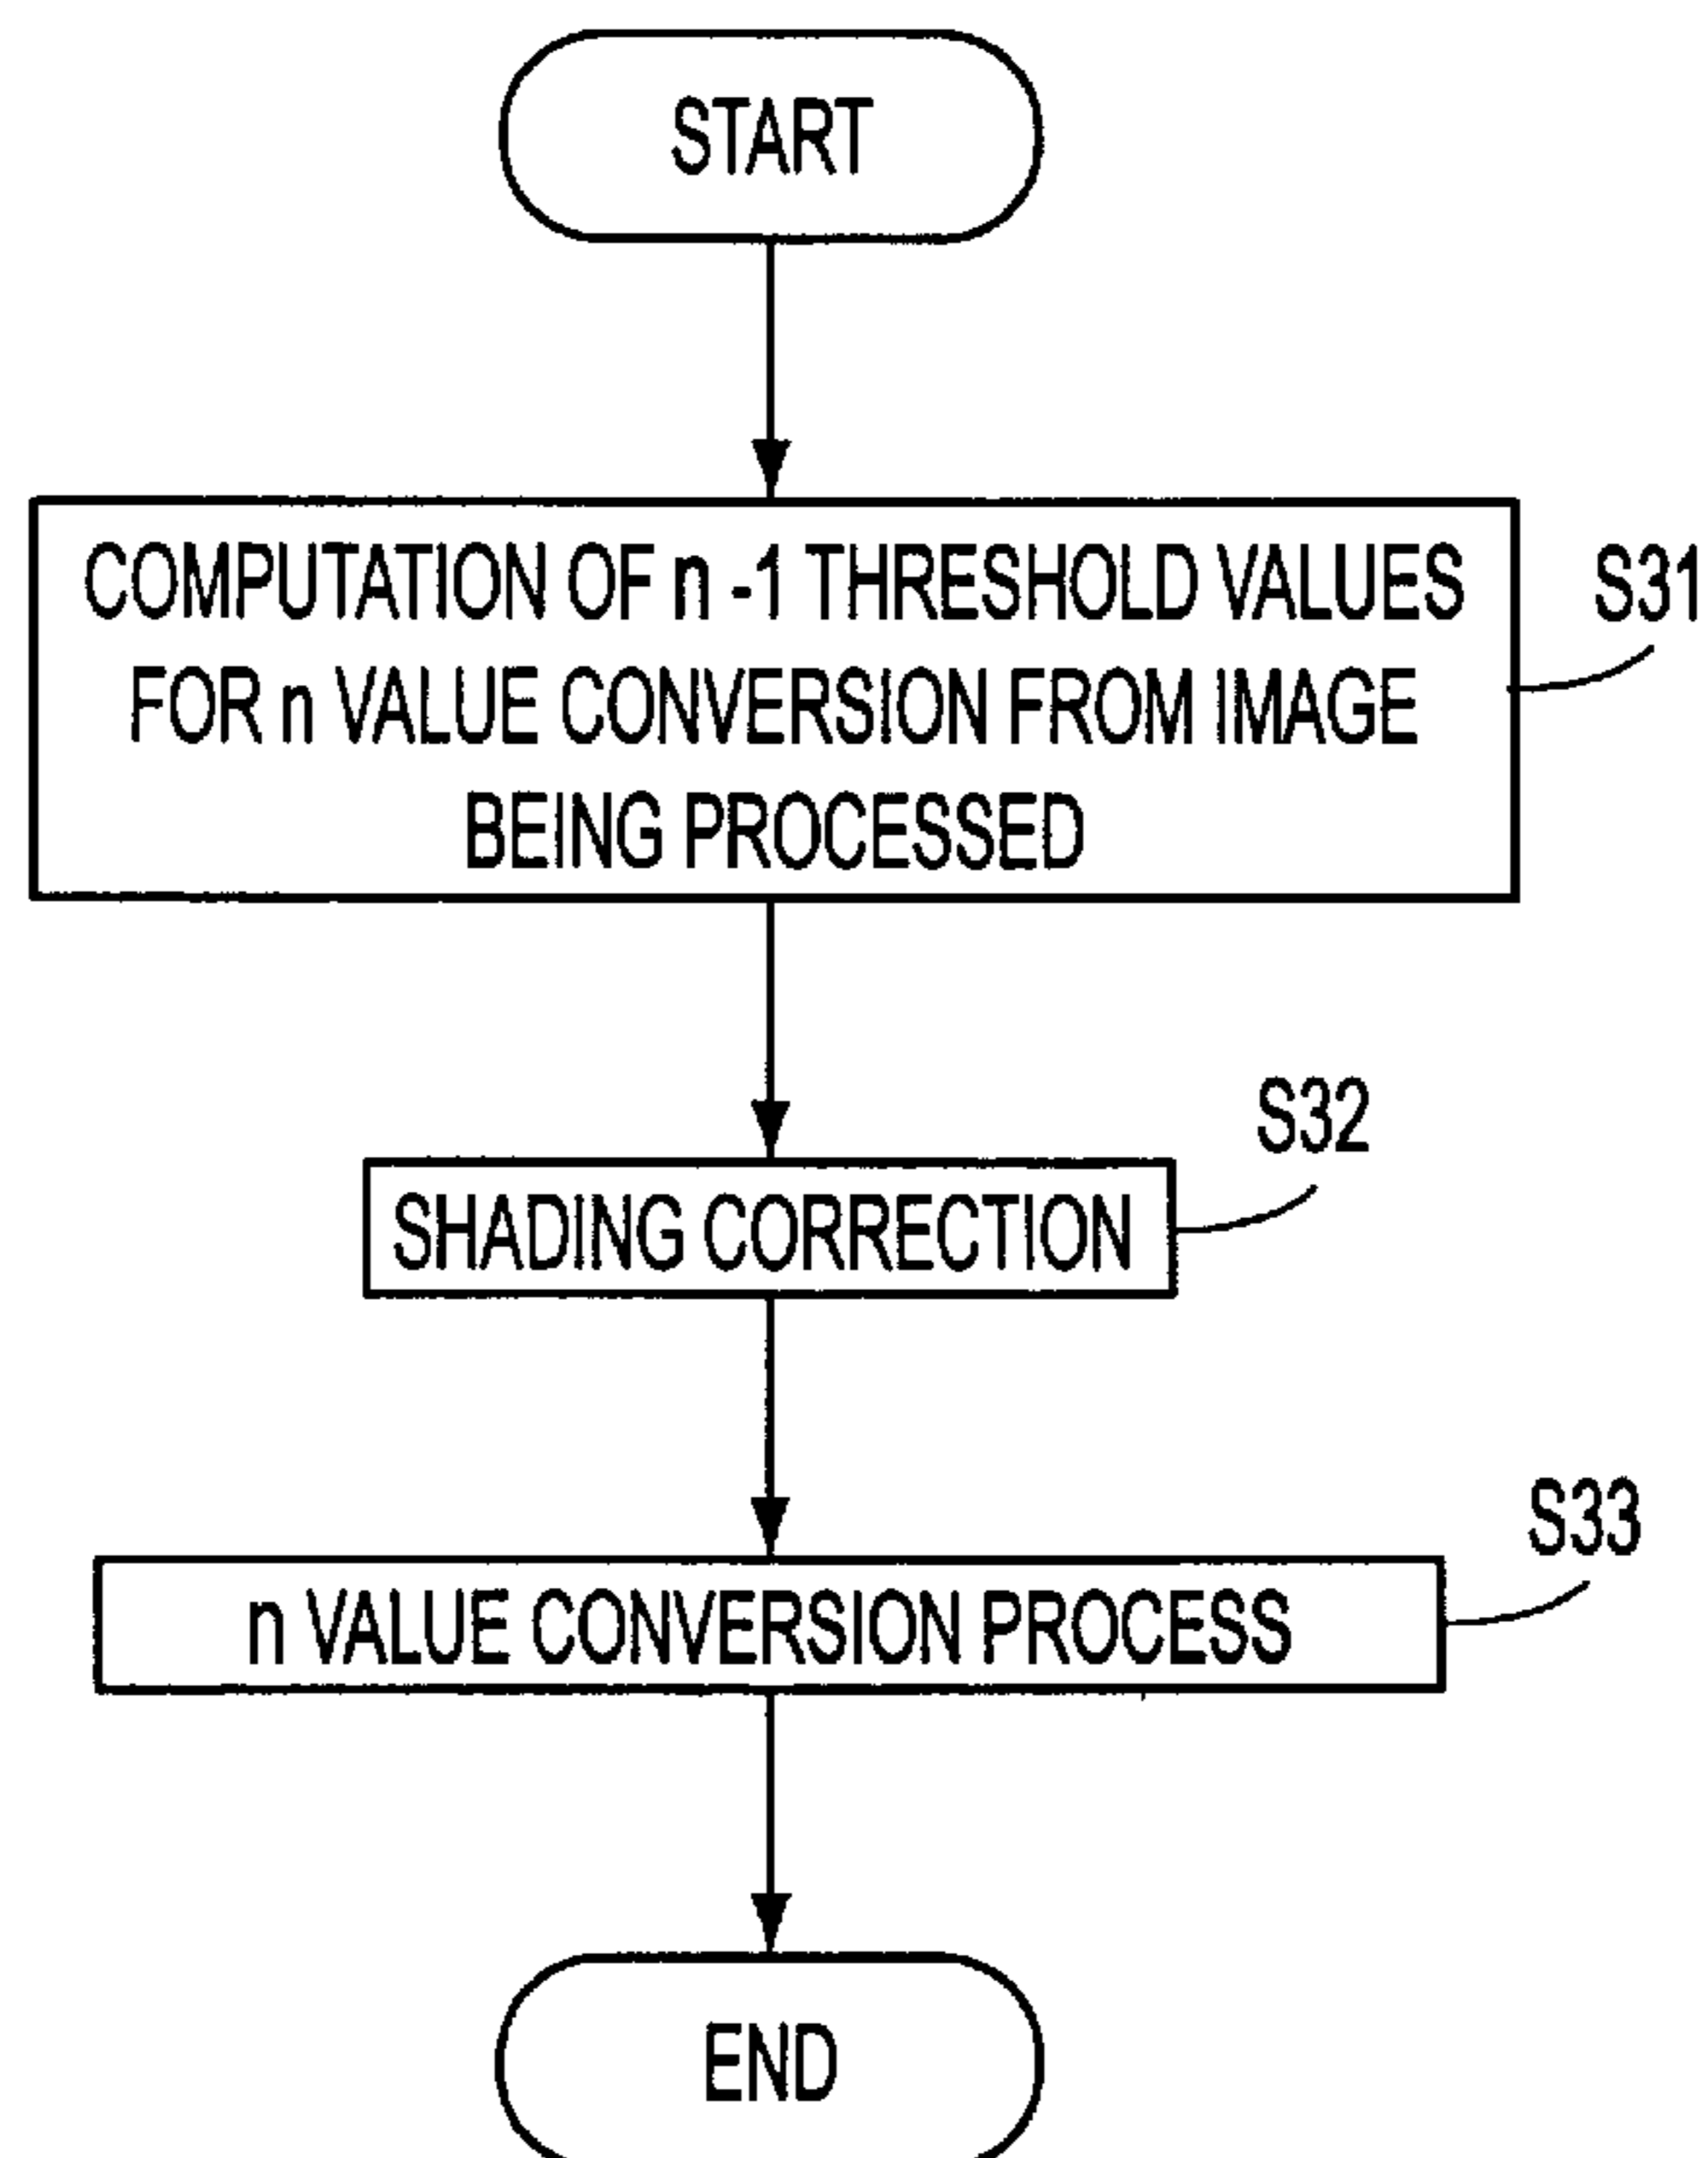 START
COMPUTATION OF n -1 THRESHOLD VALUES
FOR n VALUE CONVERSION FROM IMAGE
BEING PROCESSED
S31
S32
SHADING CORRECTION
S33
n VALUE CONVERSION PROCESS
END